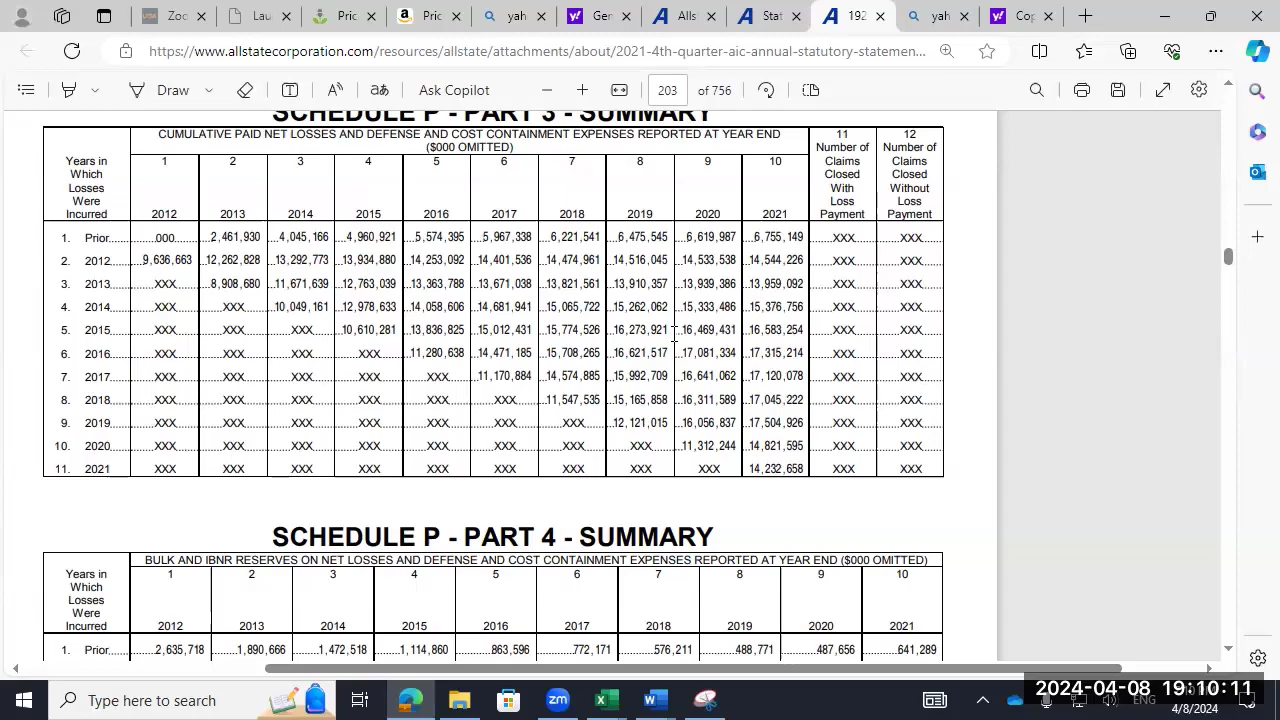 Zoo
Lau
Pric
Pric
yah
Gen
Alls
Stat
192
yah
Cop
https://www.allstatecorporation.com/resources/allstate/attachments/about/2021-4th-quarter-aic-annual-statutory-statemen...
Draw
Ask Copilot
203 of 756
SCHEDULE P - PART 3 - SUMMARY
CUMULATIVE PAID NET LOSSES AND DEFENSE AND COST CONTAINMENT EXPENSES REPORTED AT YEAR END
($000 OMITTED)
Years in Which Losses Were Incurred
1 2 3 4 5 6 7 8 9 10
2012 2013 2014 2015 2016 2017 2018 2019 2020 2021
11 Number of Claims Closed With Loss Payment
12 Number of Claims Closed Without Loss Payment
1. Prior.......000......2,461,930 ....4,045,166 ....4,960,921 ....5,574,395 ....5,967,338 ....6,221,541 ....6,475,545 ....6,619,987 ....6,755,149 XXX XXX
2. 2012 9,636,663 12,262,828 13,292,773 13,934,880 14,253,092 14,401,536 14,474,961 14,516,045 14,533,538 14,544,226 XXX XXX
3. 2013 XXX 8,908,680 11,671,639 12,763,039 13,363,788 13,671,038 13,821,561 13,910,357 13,939,386 13,959,092 XXX XXX
4. 2014 XXX XXX 10,049,161 12,978,633 14,058,606 14,681,941 15,065,722 15,262,062 15,333,486 15,376,756 XXX XXX
5. 2015 XXX XXX XXX 10,610,281 13,836,825 15,012,431 15,774,526 16,273,921 16,469,431 16,583,254 XXX XXX
6. 2016 XXX XXX XXX XXX 11,280,638 14,471,185 15,708,265 16,621,517 17,081,334 17,315,214 XXX XXX
7. 2017 XXX XXX XXX XXX XXX 11,170,884 14,574,885 15,992,709 16,641,062 17,120,078 XXX XXX
8. 2018 XXX XXX XXX XXX XXX XXX 11,547,535 15,165,858 16,311,589 17,045,222 XXX XXX
9. 2019 XXX XXX XXX XXX XXX XXX XXX 12,121,015 16,056,837 17,504,926 XXX XXX
10. 2020 XXX XXX XXX XXX XXX XXX XXX XXX 11,312,244 14,821,595 XXX XXX
11. 2021 XXX XXX XXX XXX XXX XXX XXX XXX XXX 14,232,658 XXX XXX
SCHEDULE P - PART 4 - SUMMARY
BULK AND IBNR RESERVES ON NET LOSSES AND DEFENSE AND COST CONTAINMENT EXPENSES REPORTED AT YEAR END ($000 OMITTED)
Years in Which Losses Were Incurred
1 2 3 4 5 6 7 8 9 10
2012 2013 2014 2015 2016 2017 2018 2019 2020 2021
1. Prior 2,635,718 1,890,666 1,472,518 1,114,860 863,596 772,171 576,211 488,771 487,656 641,289
Type here to search
ENG
2024-04-08 19:10:11
4/8/2024